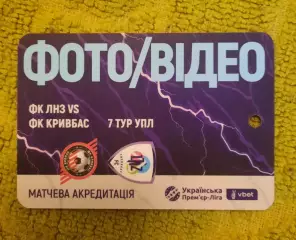 ФОТО/ВІДЕО
ФК ЛНЗ VS
ФК КРИВБАС 7 ТУР УПЛ
МАТЧЕВА АКРЕДИТАЦІЯ
Українська
Прем'єр-Ліга
vbet